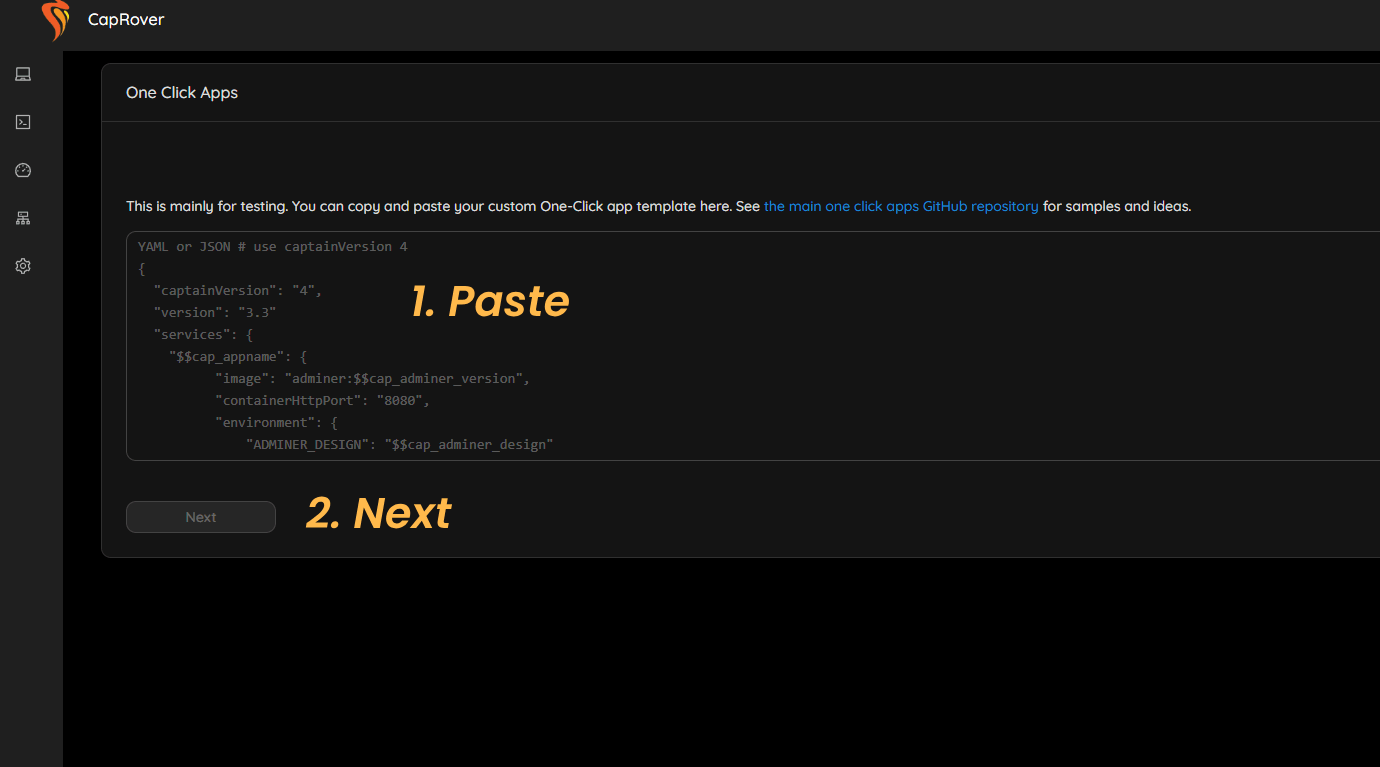 CapRover
One Click Apps
This is mainly for testing. You can copy and paste your custom One-Click app template here. See the main one click apps GitHub repository for samples and ideas.
YAML or JSON # use captainVersion 4
{
"captainVersion": "4",
"version": "3.3"
"services": {
"$$cap_appname": {
"image": "adminer:$$cap_adminer_version",
"containerHttpPort": "8080",
"environment": {
"ADMINER_DESIGN": "$$cap_adminer_design"
1. Paste
Next
2. Next